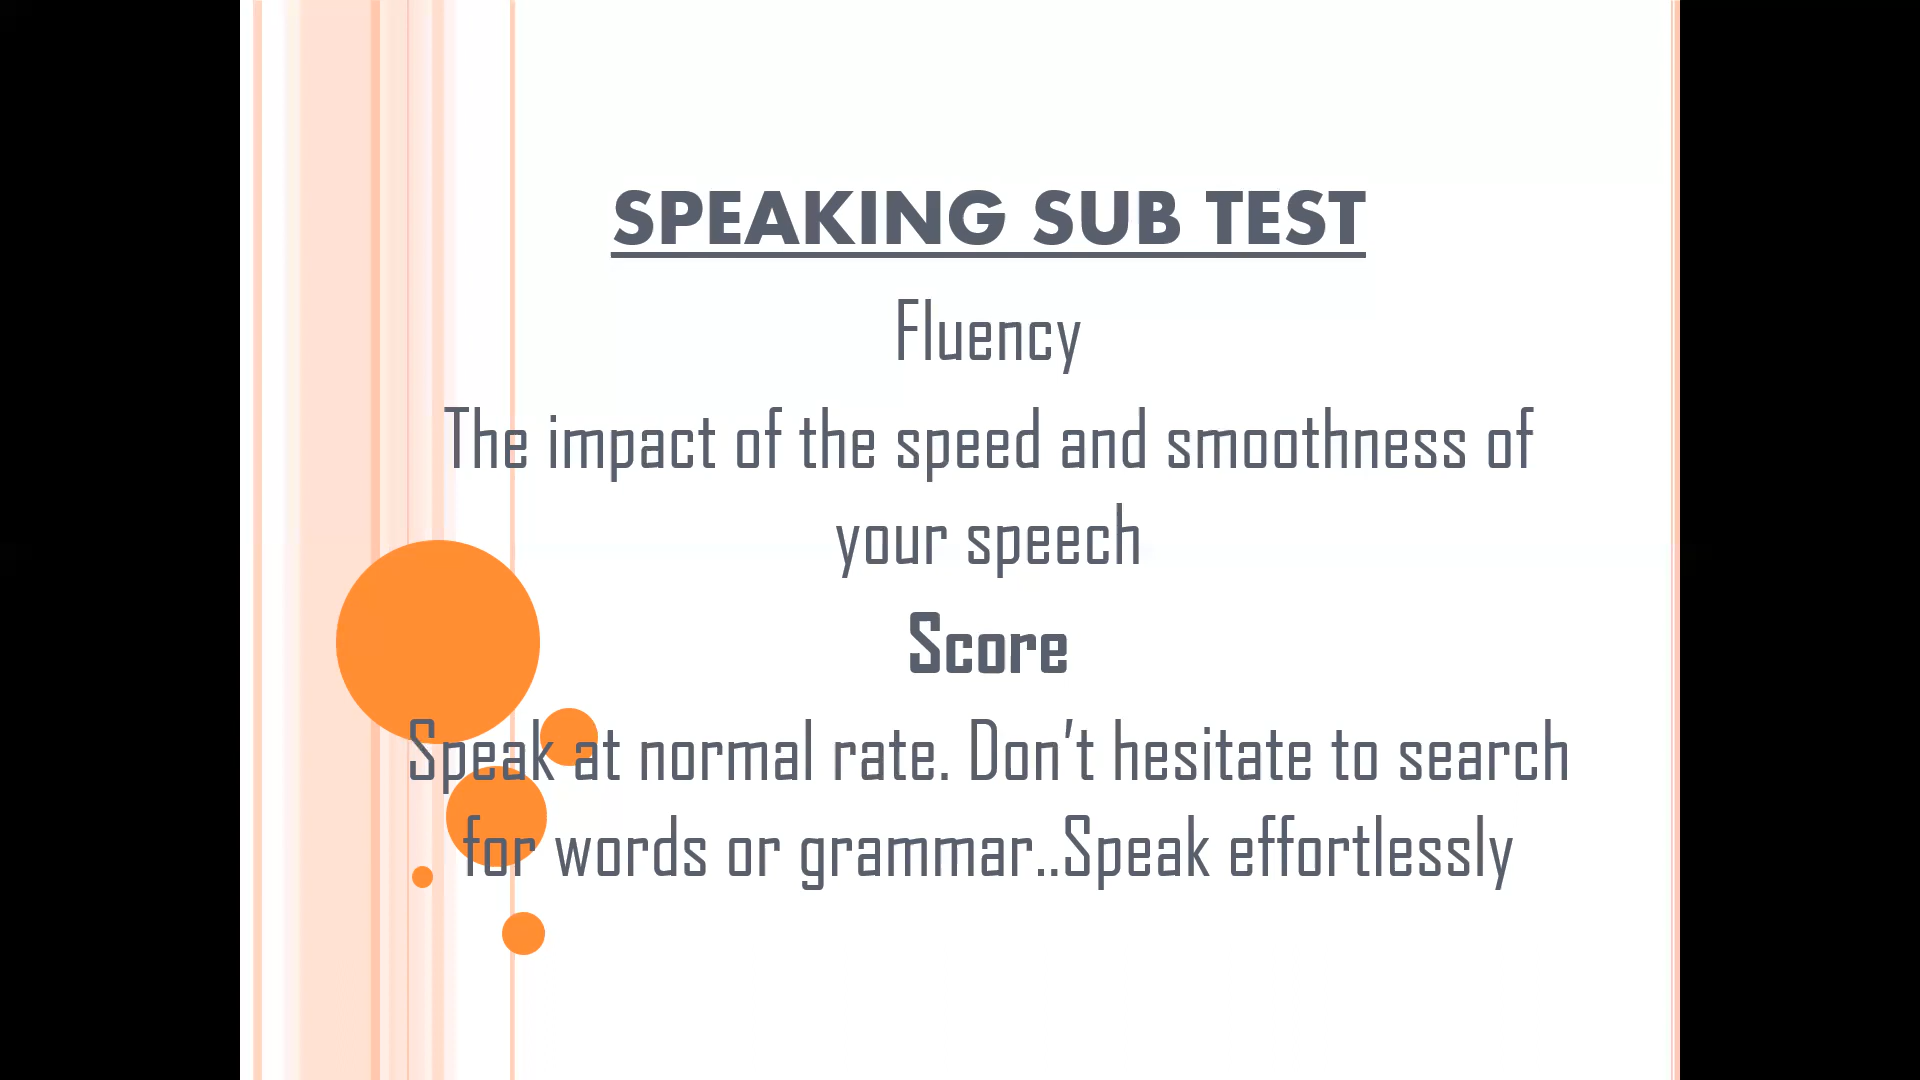 SPEAKING SUB TEST
Fluency
The impact of the speed and smoothness of
your speech
Score
Speak at normal rate. Don’t hesitate to search
for words or grammar..Speak effortlessly